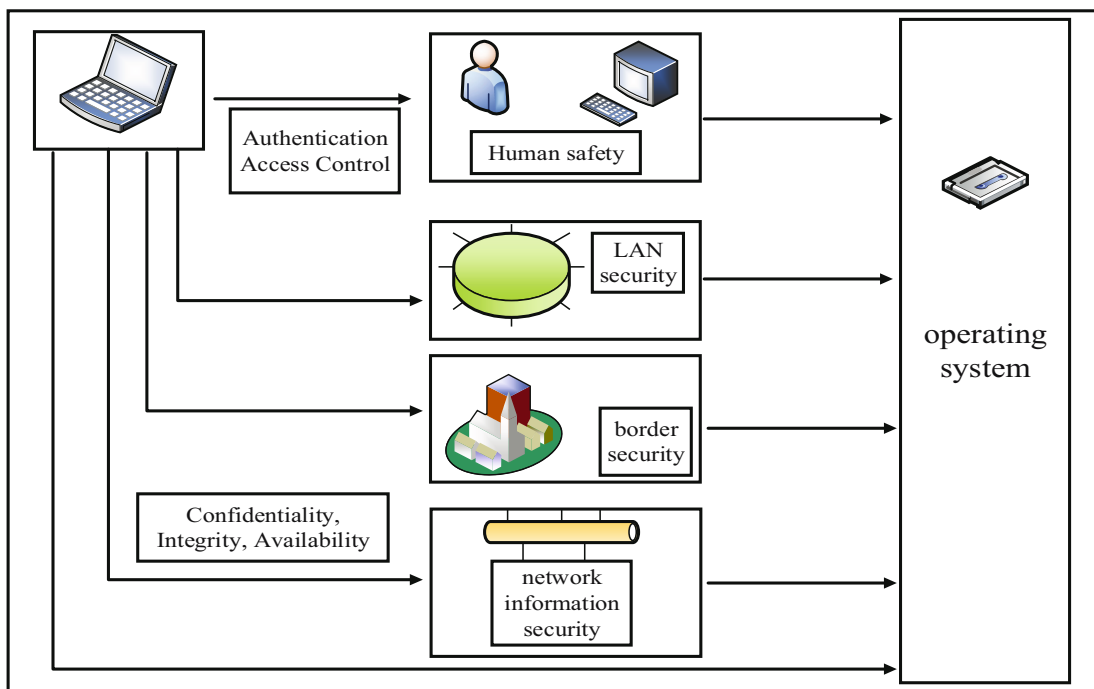 Authentication
Access Control
Human safety
LAN
security
operating
system
border
security
Confidentiality,
Integrity, Availability
network
information
security